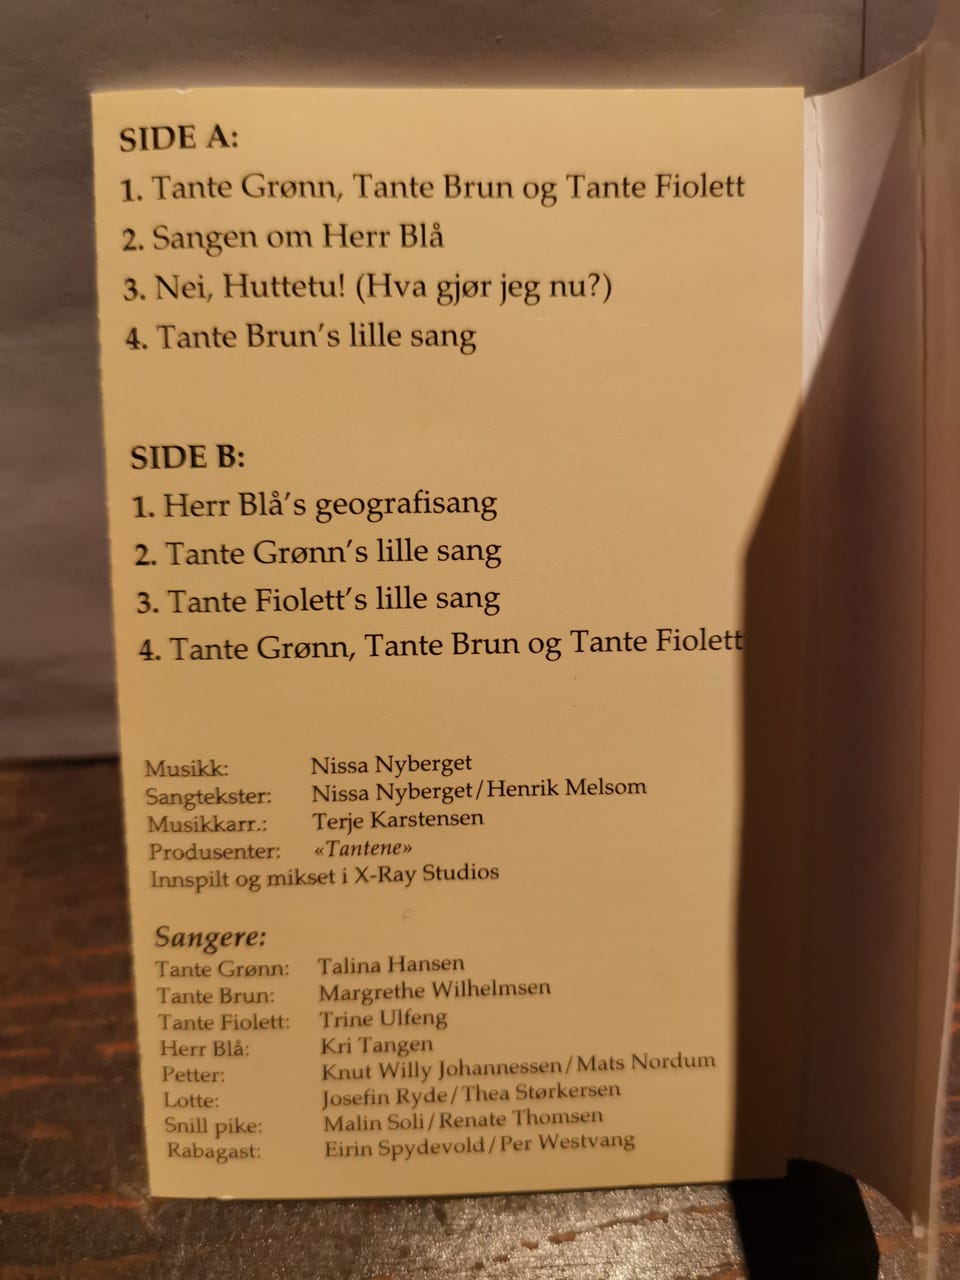 SIDE A:
1. Tante Grønn, Tante Brun og Tante Fiolett
2. Sangen om Herr Blå
3. Nei, Huttetu! (Hva gjør jeg nu?)
4. Tante Brun's lille sang
SIDE B:
1. Herr Blå's geografisang
2. Tante Grønn's lille sang
3. Tante Fiolett's lille sang
4. Tante Grønn, Tante Brun og Tante Fiolett
Musikk: Nissa Nyberget
Sangtekster: Nissa Nyberget/Henrik Melsom
Musikkarr.: Terje Karstensen
Produsenter: «Tantene»
Innspilt og mikset i X-Ray Studios
Sangere:
Tante Grønn: Talina Hansen
Tante Brun: Margrethe Wilhelmsen
Tante Fiolett: Trine Ulfeng
Herr Blå: Kri Tangen
Petter: Knut Willy Johannessen/Mats Nordum
Lotte: Josefin Ryde/Thea Størkersen
Snill pike: Malin Soli/Renate Thomsen
Rabagast: Eirin Spydevold/Per Westvang